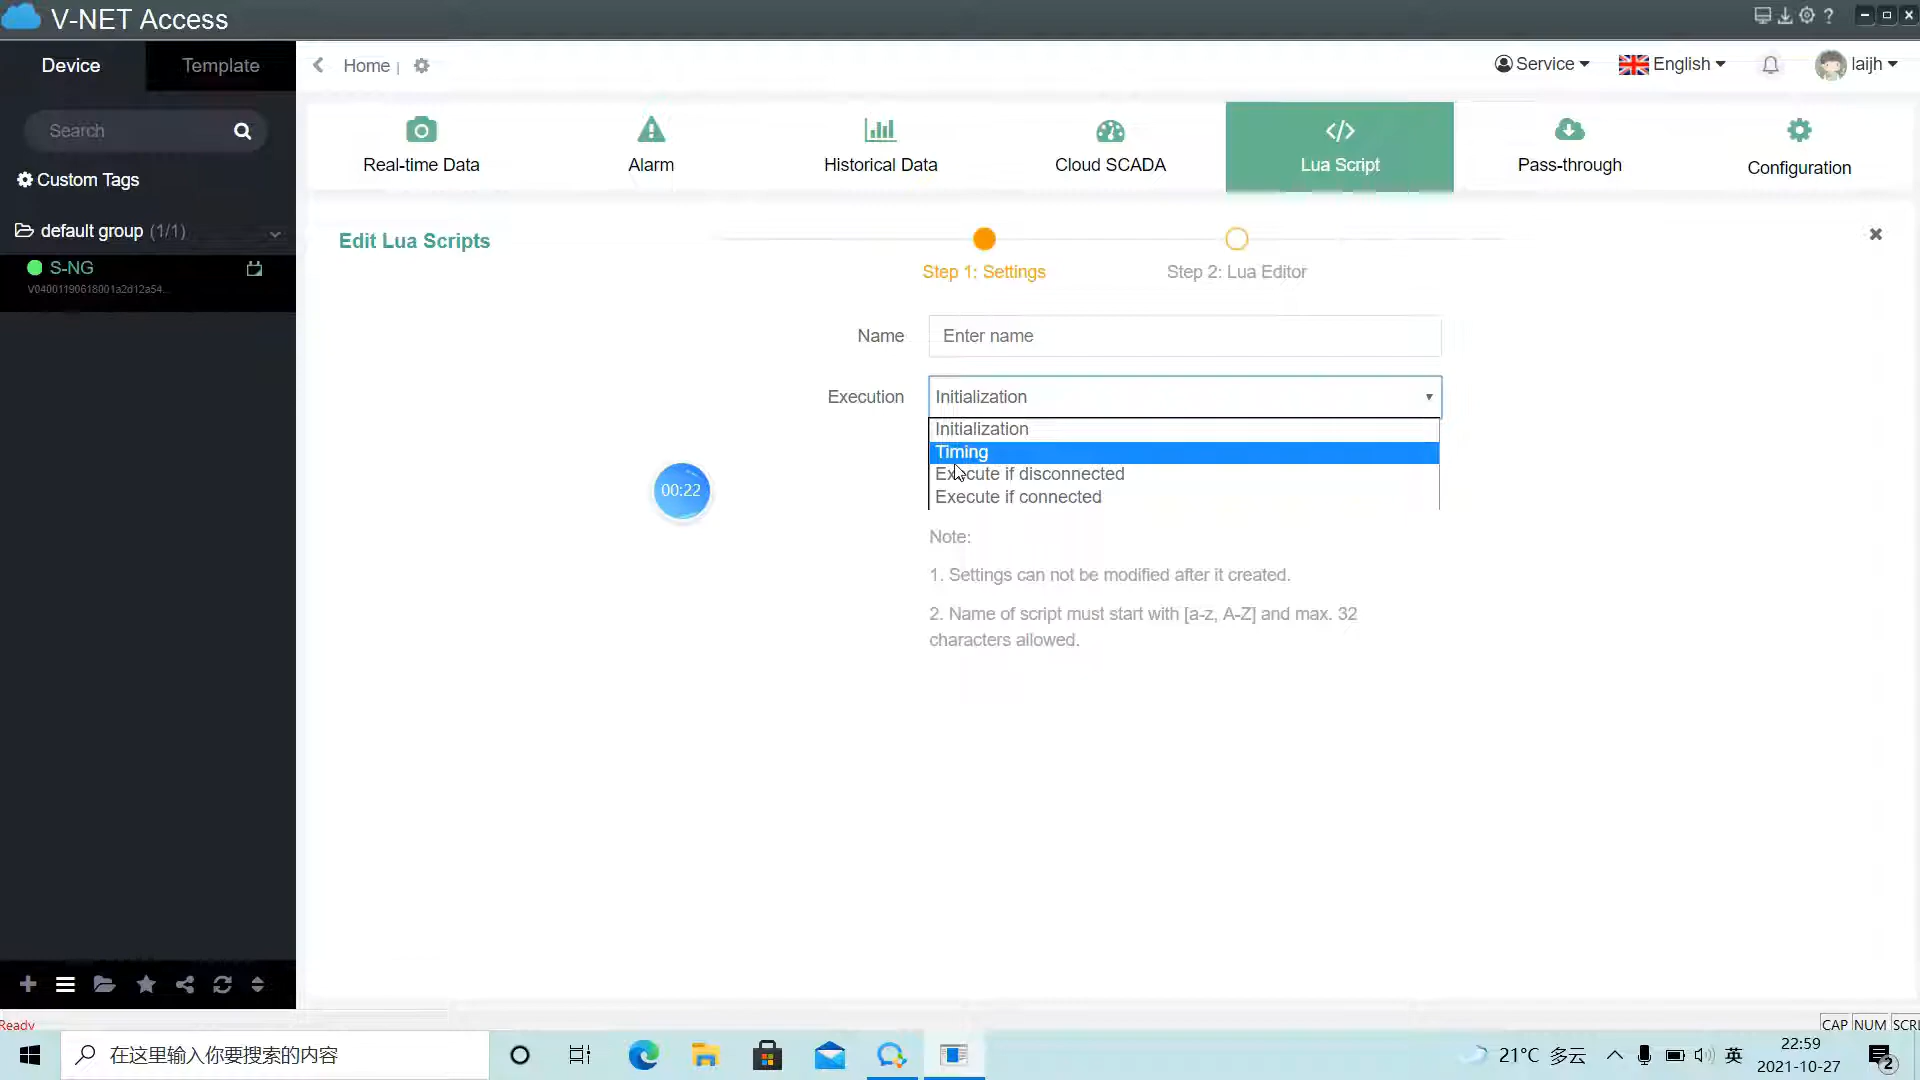 V-NET Access
Device
Template
Home |
Service
English
laijh
Search
Custom Tags
default group (1/1)
S-NG
V04001190618001a2d12a54...
Real-time Data
Alarm
Historical Data
Cloud SCADA
Lua Script
Pass-through
Configuration
Edit Lua Scripts
Step 1: Settings
Step 2: Lua Editor
Name
Enter name
Execution
Initialization
Initialization
Timing
Execute if disconnected
Execute if connected
00:22
Note:
1. Settings can not be modified after it created.
2. Name of script must start with [a-z, A-Z] and max. 32
characters allowed.
Ready
CAP NUM SCRL
在这里输入你要搜索的内容
21°C 多云
英
22:59
2021-10-27
2